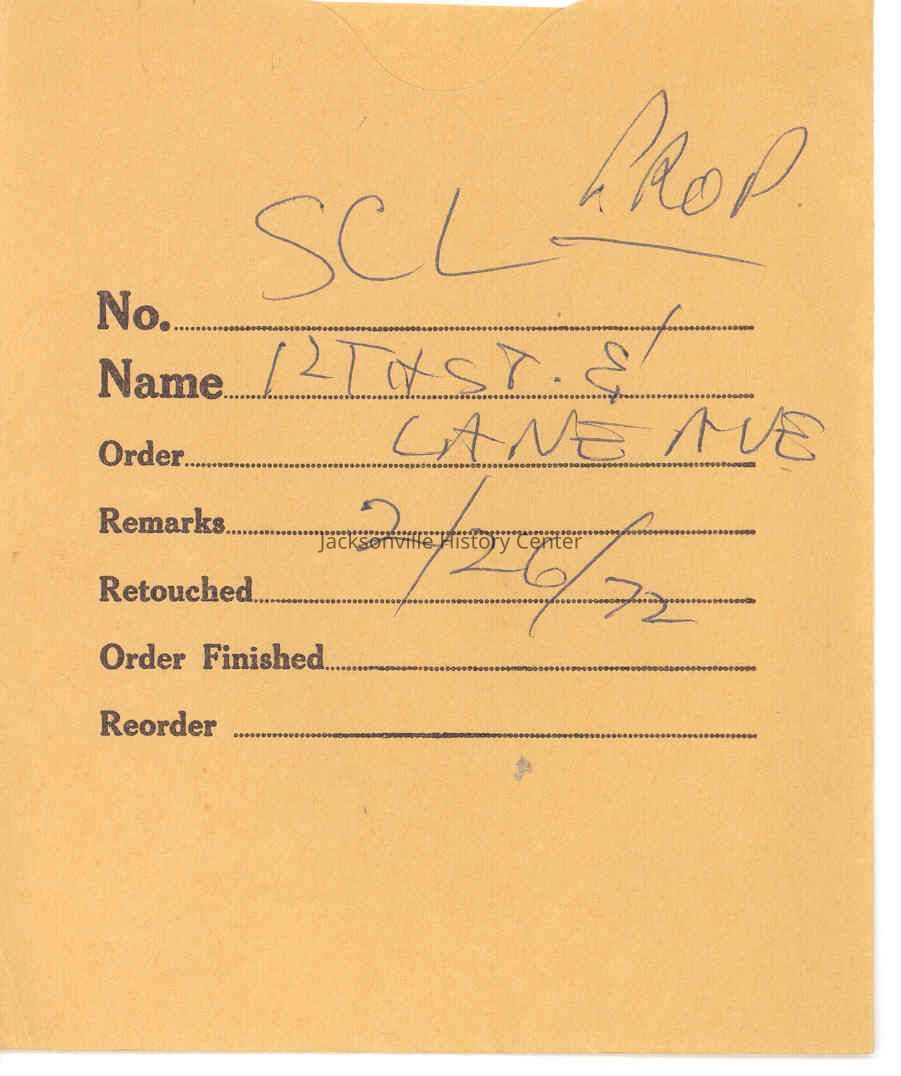 PROP.
SCL
No.
Name 12TH ST. &
Order LANE AVE
Remarks 2/26/72
Jacksonville History Center
Retouched
Order Finished
Reorder